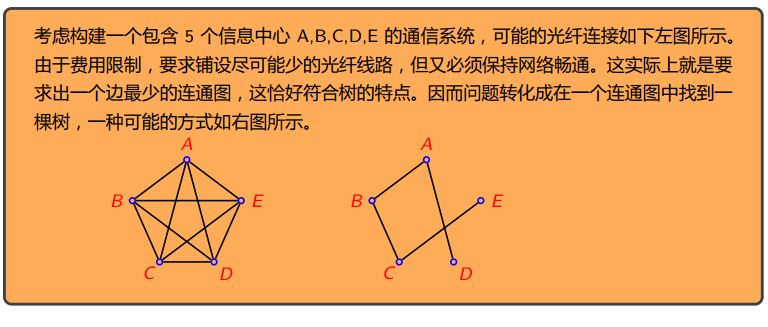 考虑构建一个包含 5 个信息中心 A,B,C,D,E 的通信系统，可能的光纤连接如下左图所示。
由于费用限制，要求铺设尽可能少的光纤线路，但又必须保持网络畅通。这实际上就是要
求出一个边最少的连通图，这恰好符合树的特点。因而问题转化成在一个连通图中找到一
棵树，一种可能的方式如右图所示。
A A
B E B E
C D C D